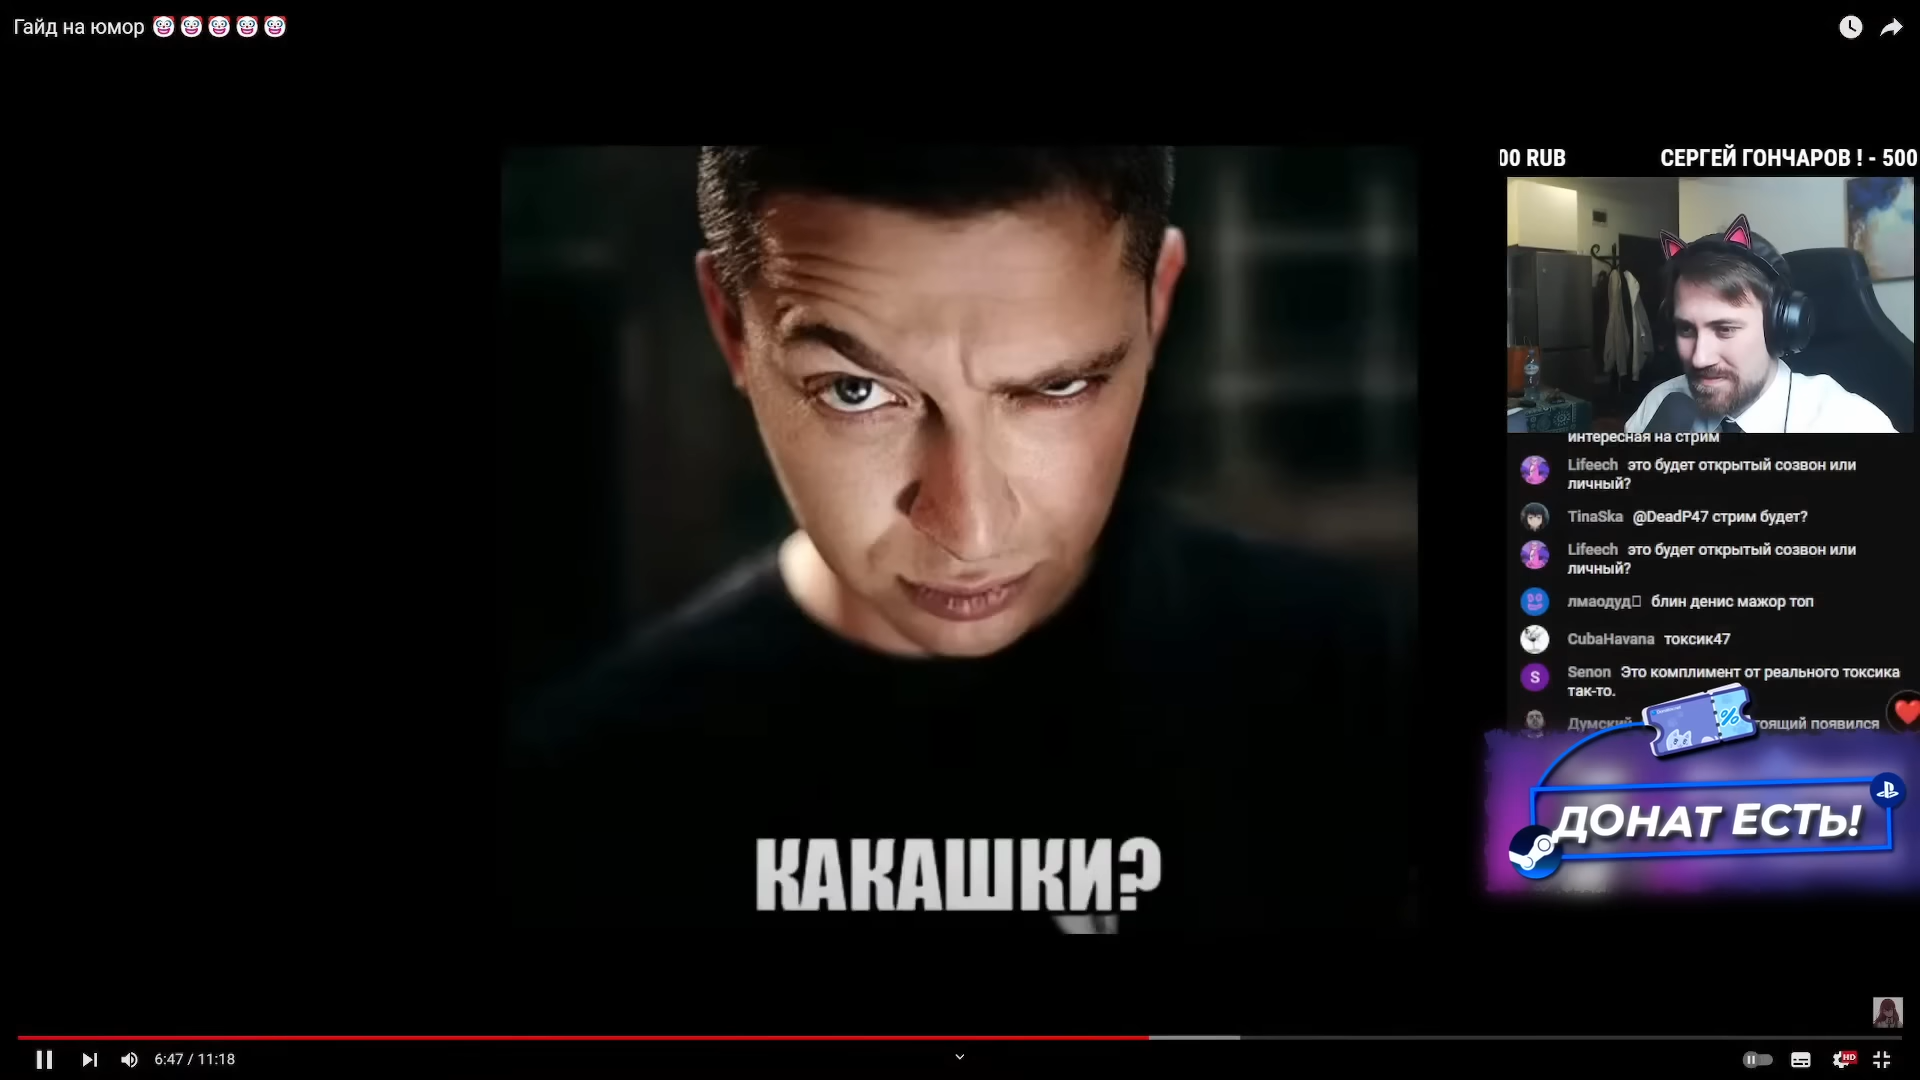 Гайд на юмор 🤡🤡🤡🤡🤡
00 RUB СЕРГЕЙ ГОНЧАРОВ ! - 500
интересная на стрим
Lifeech это будет открытый созвон или
личный?
TinaSka @DeadP47 стрим будет?
Lifeech это будет открытый созвон или
личный?
лмаодуд блин денис мажор топ
CubaHavana токсик47
S
Senon Это комплимент от реального токсика
так-то.
Думский тоящий появился
%
ДОНАТ ЕСТЬ!
КАКАШКИ?
6:47 / 11:18
HD